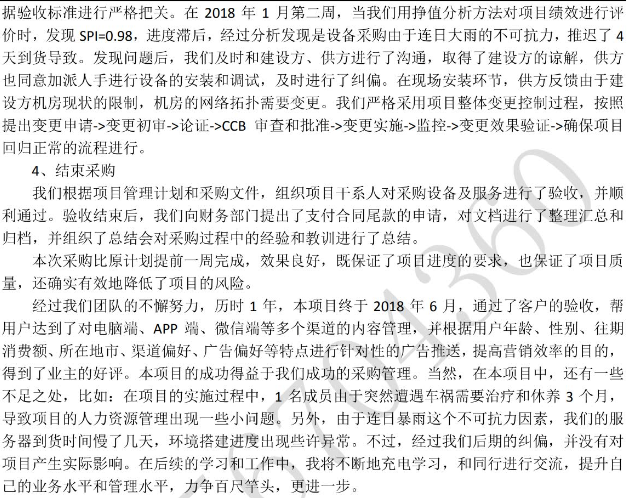 据验收标准进行严格把关。在 2018 年 1 月第二周，当我们用挣值分析方法对项目绩效进行评
价时，发现 SPI=0.98，进度滞后，经过分析发现是设备采购由于连日大雨的不可抗力，推迟了 4
天到货导致。发现问题后，我们及时和建设方、供方进行了沟通，取得了建设方的谅解，供方
也同意加派人手进行设备的安装和调试，及时进行了纠偏。在现场安装环节，供方反馈由于建
设方机房现状的限制，机房的网络拓扑需要变更。我们严格采用项目整体变更控制过程，按照
提出变更申请->变更初审->论证->CCB 审查和批准->变更实施->监控->变更效果验证->确保项目
回归正常的流程进行。
4、结束采购
我们根据项目管理计划和采购文件，组织项目干系人对采购设备及服务进行了验收，并顺
利通过。验收结束后，我们向财务部门提出了支付合同尾款的申请，对文档进行了整理汇总和
归档，并组织了总结会对采购过程中的经验和教训进行了总结。
本次采购比原计划提前一周完成，效果良好，既保证了项目进度的要求，也保证了项目质
量，还确实有效地降低了项目的风险。
经过我们团队的不懈努力，历时 1 年，本项目终于 2018 年 6 月，通过了客户的验收，帮
用户达到了对电脑端、APP 端、微信端等多个渠道的内容管理，并根据用户年龄、性别、往期
消费额、所在地市、渠道偏好、广告偏好等特点进行针对性的广告推送，提高营销效率的目的，
得到了业主的好评。本项目的成功得益于我们成功的采购管理。当然，在本项目中，还有一些
不足之处，比如：在项目的实施过程中，1 名成员由于突然遭遇车祸需要治疗和休养 3 个月，
导致项目的人力资源管理出现一些小问题。另外，由于连日暴雨这个不可抗力因素，我们的服
务器到货时间慢了几天，环境搭建进度出现些许异常。不过，经过我们后期的纠偏，并没有对
项目产生实际影响。在后续的学习和工作中，我将不断地充电学习，和同行进行交流，提升自
己的业务水平和管理水平，力争百尺竿头，更进一步。